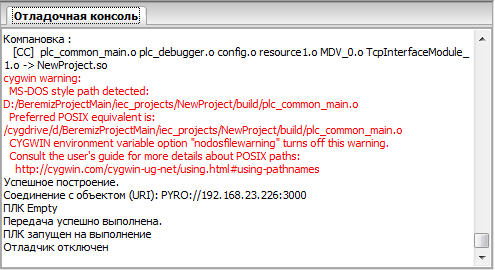 Отладочная консоль
Компановка :
[CC] plc_common_main.o plc_debugger.o config.o resource1.o MDV_0.o TcpInterfaceModule_
1.o -> NewProject.so
cygwin warning:
MS-DOS style path detected:
D:/BeremizProjectMain/iec_projects/NewProject/build/plc_common_main.o
Preferred POSIX equivalent is:
/cygdrive/d/BeremizProjectMain/iec_projects/NewProject/build/plc_common_main.o
CYGWIN environment variable option "nodosfilewarning" turns off this warning.
Consult the user's guide for more details about POSIX paths:
http://cygwin.com/cygwin-ug-net/using.html#using-pathnames
Успешное построение.
Соединение с объектом (URI): PYRO://192.168.23.226:3000
ПЛК Empty
Передача успешно выполнена.
ПЛК запущен на выполнение
Отладчик отключен